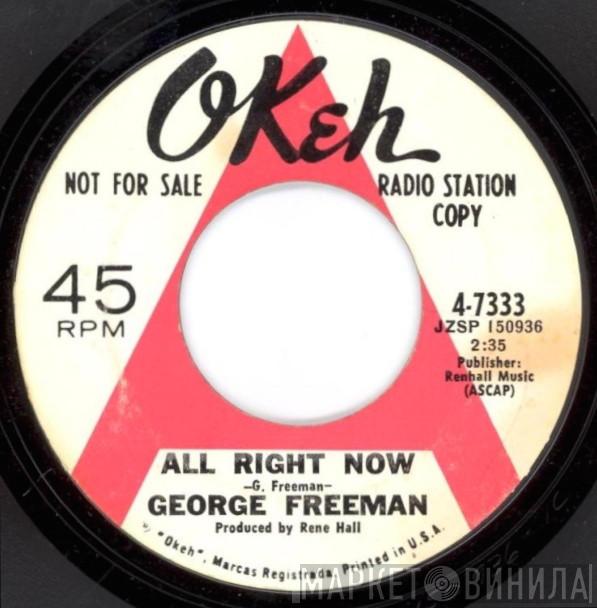 OKeh
NOT FOR SALE
RADIO STATION
COPY
45
RPM
4-7333
JZSP 150936
2:35
Publisher:
Renhall Music
(ASCAP)
ALL RIGHT NOW
—G. Freeman—
GEORGE FREEMAN
Produced by Rene Hall
"Okeh", Marcas Registrada. Printed in U.S.A.
МАРКЕТ ВИНИЛА